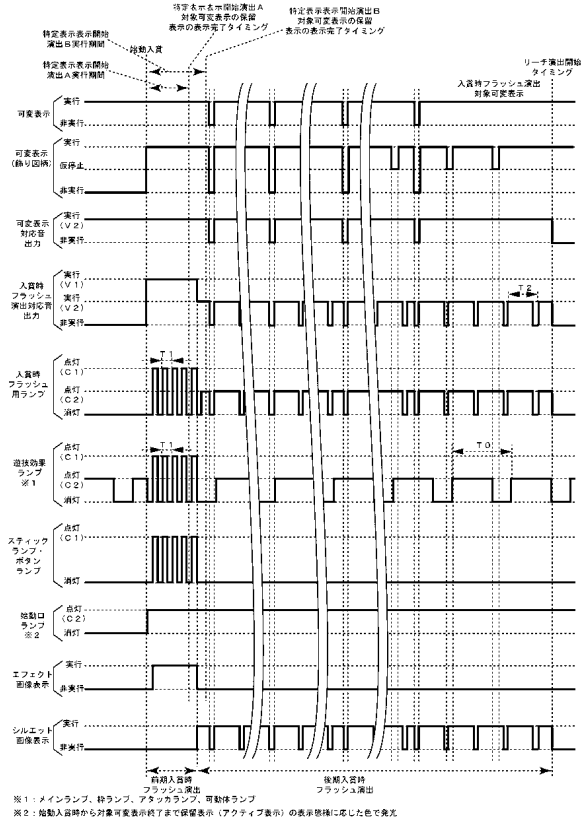 特定表示表示開始演出A
対象可変表示の保留
表示の表示完了タイミング
特定表示表示開始演出B
対象可変表示の保留
表示の表示完了タイミング
特定表示表示開始
演出B実行期間
始動入賞
特定表示表示開始
演出A実行期間
リーチ演出開始
タイミング
入賞時フラッシュ演出
対象可変表示
可変表示
実行
非実行
可変表示
(飾り図柄)
実行
仮停止
非実行
可変表示
対応音
出力
実行
(V2)
非実行
入賞時
フラッシュ
演出対応音
出力
実行
(V1)
実行
(V2)
非実行
T2
入賞時
フラッシュ
用ランプ
点灯
(C1)
点灯
(C2)
消灯
T1
遊技効果
ランプ
※1
点灯
(C1)
点灯
(C2)
消灯
T1
T0
スティック
ランプ・
ボタン
ランプ
点灯
(C1)
消灯
始動口
ランプ
※2
点灯
(C2)
消灯
エフェクト
画像表示
実行
非実行
シルエット
画像表示
実行
非実行
前期入賞時
フラッシュ演出
後期入賞時
フラッシュ演出
※1:メインランプ、枠ランプ、アタッカランプ、可動体ランプ
※2:始動入賞時から対象可変表示終了まで保留表示(アクティブ表示)の表示態様に応じた色で発光